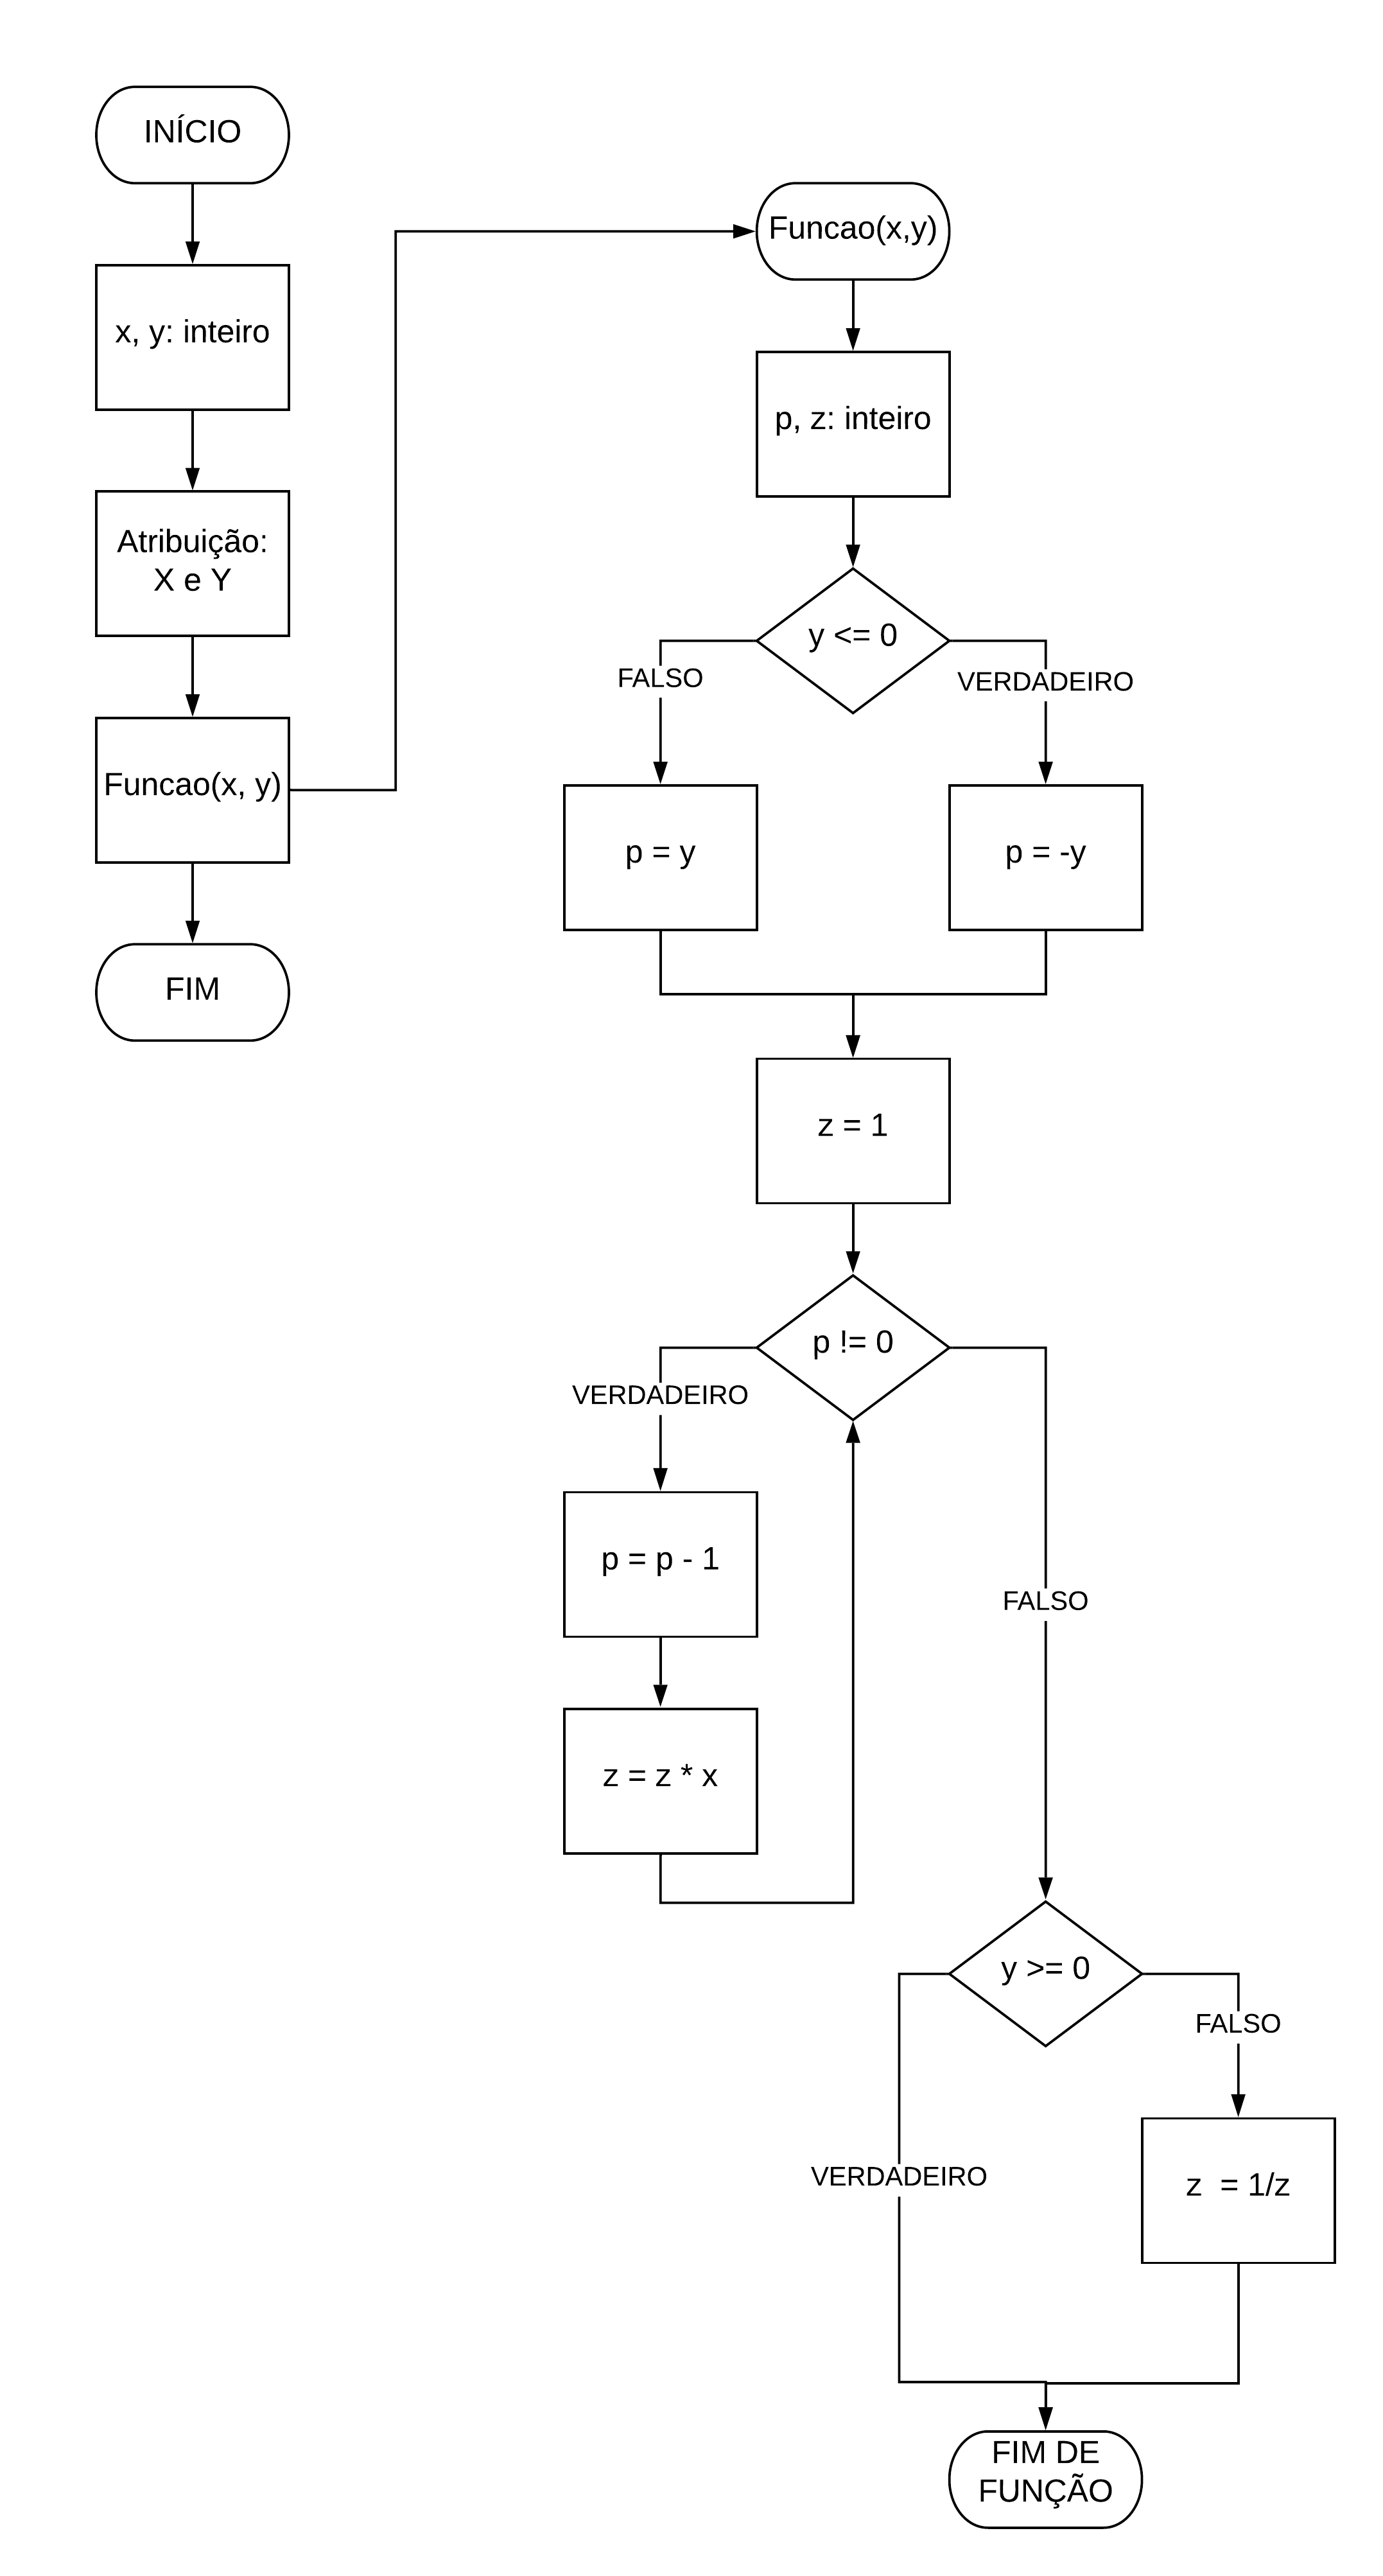 INÍCIO
x, y: inteiro
Atribuição:
X e Y
Funcao(x, y)
FIM
Funcao(x,y)
p, z: inteiro
y <= 0
FALSO
VERDADEIRO
p = y
p = -y
z = 1
p != 0
VERDADEIRO
p = p - 1
FALSO
z = z * x
y >= 0
FALSO
VERDADEIRO
z  = 1/z
FIM DE
FUNÇÃO